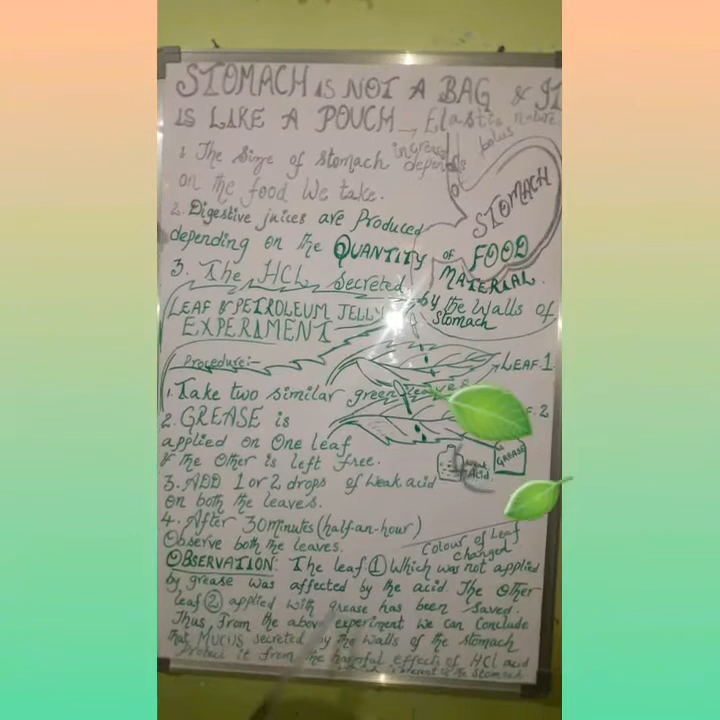 STOMACH IS NOT A BAG & IT
IS LIKE A POUCH → Elastic nature
bolus
1. The Size of stomach increases depends
on the food We take.
STOMACH
2. Digestive juices are Produced
depending on the QUANTITY of FOOD
MATERIAL.
3. The HCL secreted by the Walls of
stomach
LEAF & PETROLEUM JELLY
EXPERIMENT
Procedure:-
LEAF 1
1. Take two similar green leaves
2
2. GREASE is
applied on One leaf
& the Other is left free.
Weak
Acid
GREASE
3. ADD 1 or 2 drops of Weak acid
on both the leaves.
4. After 30minutes (half-an-hour)
Observe both the leaves.
Colour of Leaf
changed
OBSERVATION: The leaf 1 Which was not applied
by grease was affected by the acid. The Other
leaf 2 applied with grease has been Saved.
Thus, from the above experiment we can Conclude
that MUCUS secreted by the walls of the stomach
Protect it from the harmful effects of HCl acid
is present in the Stomach